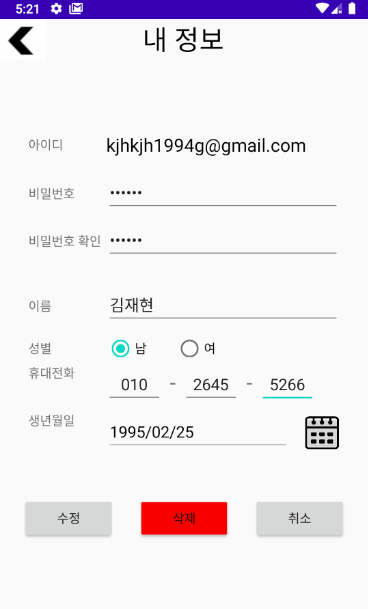 5:21
내 정보
아이디 kjhkjh1994g@gmail.com
비밀번호 ••••••
비밀번호 확인 ••••••
이름 김재현
성별 남 여
휴대전화 010 - 2645 - 5266
생년월일 1995/02/25
수정 삭제 취소